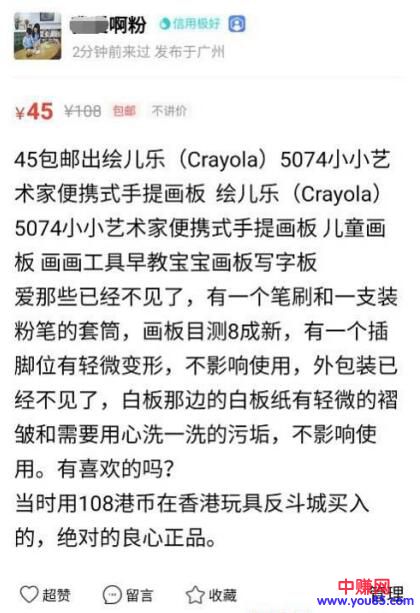 啊粉 信用极好
2分钟前来过 发布于广州
¥45 ¥108 包邮 不讲价
45包邮出绘儿乐（Crayola）5074小小艺
术家便携式手提画板 绘儿乐（Crayola）
5074小小艺术家便携式手提画板 儿童画
板 画画工具早教宝宝画板写字板
爱那些已经不见了，有一个笔刷和一支装
粉笔的套筒，画板目测8成新，有一个插
脚位有轻微变形，不影响使用，外包装已
经不见了，白板那边的白板纸有轻微的褶
皱和需要用心洗一洗的污垢，不影响使
用。有喜欢的吗？
当时用108港币在香港玩具反斗城买入
的，绝对的良心正品。
超赞 留言 收藏 管理
中赚网
www.you85.com